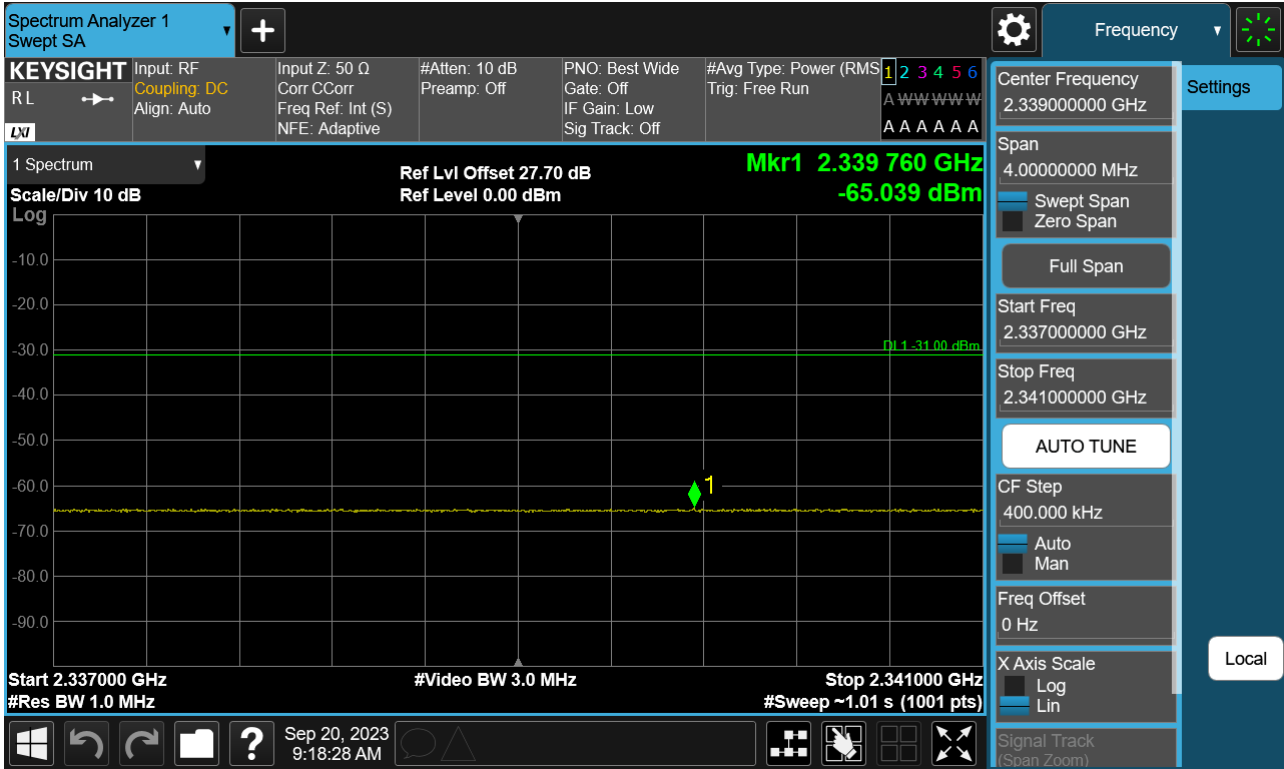 Spectrum Analyzer 1
Swept SA
Frequency
KEYSIGHT
R L
LXI
Input: RF
Coupling: DC
Align: Auto
Input Z: 50 Ω
Corr CCorr
Freq Ref: Int (S)
NFE: Adaptive
#Atten: 10 dB
Preamp: Off
PNO: Best Wide
Gate: Off
IF Gain: Low
Sig Track: Off
#Avg Type: Power (RMS
Trig: Free Run
1 2 3 4 5 6
A W W W W W
A A A A A A
1 Spectrum
Scale/Div 10 dB
Log
Ref Lvl Offset 27.70 dB
Ref Level 0.00 dBm
Mkr1 2.339 760 GHz
-65.039 dBm
-10.0
-20.0
-30.0
DL1 -31.00 dBm
-40.0
-50.0
-60.0
1
-70.0
-80.0
-90.0
Start 2.337000 GHz
#Res BW 1.0 MHz
#Video BW 3.0 MHz
Stop 2.341000 GHz
#Sweep ~1.01 s (1001 pts)
Center Frequency
2.339000000 GHz
Span
4.00000000 MHz
Swept Span
Zero Span
Full Span
Start Freq
2.337000000 GHz
Stop Freq
2.341000000 GHz
AUTO TUNE
CF Step
400.000 kHz
Auto
Man
Freq Offset
0 Hz
X Axis Scale
Log
Lin
Signal Track
(Span Zoom)
Settings
Local
?
Sep 20, 2023
9:18:28 AM